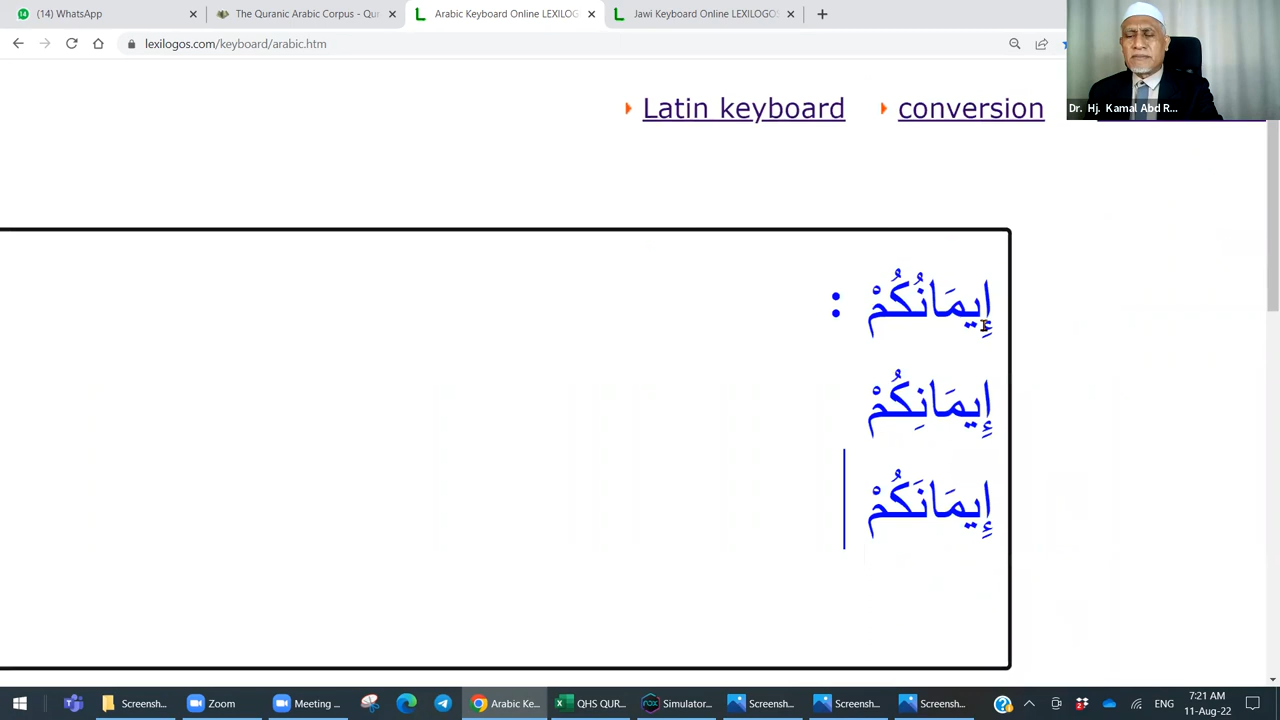 (14) WhatsApp
The Quranic Arabic Corpus - Qur
Arabic Keyboard Online LEXILOG
Jawi Keyboard Online LEXILOGOS
lexilogos.com/keyboard/arabic.htm
Latin keyboard
conversion
Dr. Hj. Kamal Abd R...
إِيمَانُكُمْ :
إِيمَانِكُمْ
إِيمَانَكُمْ
Screensh...
Zoom
Meeting ...
Arabic Ke...
QHS QUR...
Simulator...
Screensh...
Screensh...
Screensh...
ENG
7:21 AM
11-Aug-22